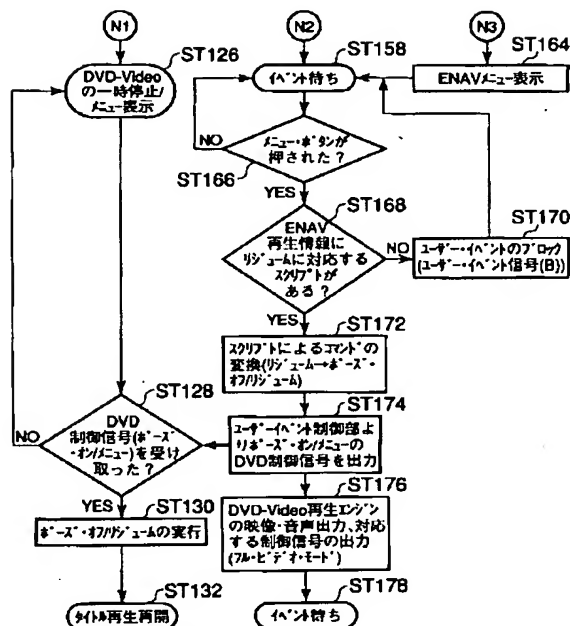 N1
N2
N3
ST126
DVD-Video
の一時停止/
メニュー表示
ST158
イベント待ち
ST164
ENAVメニュー表示
NO
メニュー・ボタンが
押された?
ST166
YES
ST168
ENAV
再生情報に
リジュームに対応する
スクリプトが
ある?
NO
ST170
ユーザー・イベントのブロック
(ユーザー・イベント信号(B))
YES
ST172
スクリプトによるコマンドの
変換(リジューム→ポーズ・
オフ/リジューム)
ST128
DVD
制御信号(ポーズ
・オン/メニュー)を受け
取った?
NO
YES
ST174
ユーザーイベント制御部よ
りポーズ・オン/メニューの
DVD制御信号を出力
ST130
ポーズ・オフ/リジュームの実行
ST176
DVD-Video再生エンジン
の映像・音声出力、対応
する制御信号の出力
(フル・ビデオ・モード)
ST132
タイトル再生再開
ST178
イベント待ち